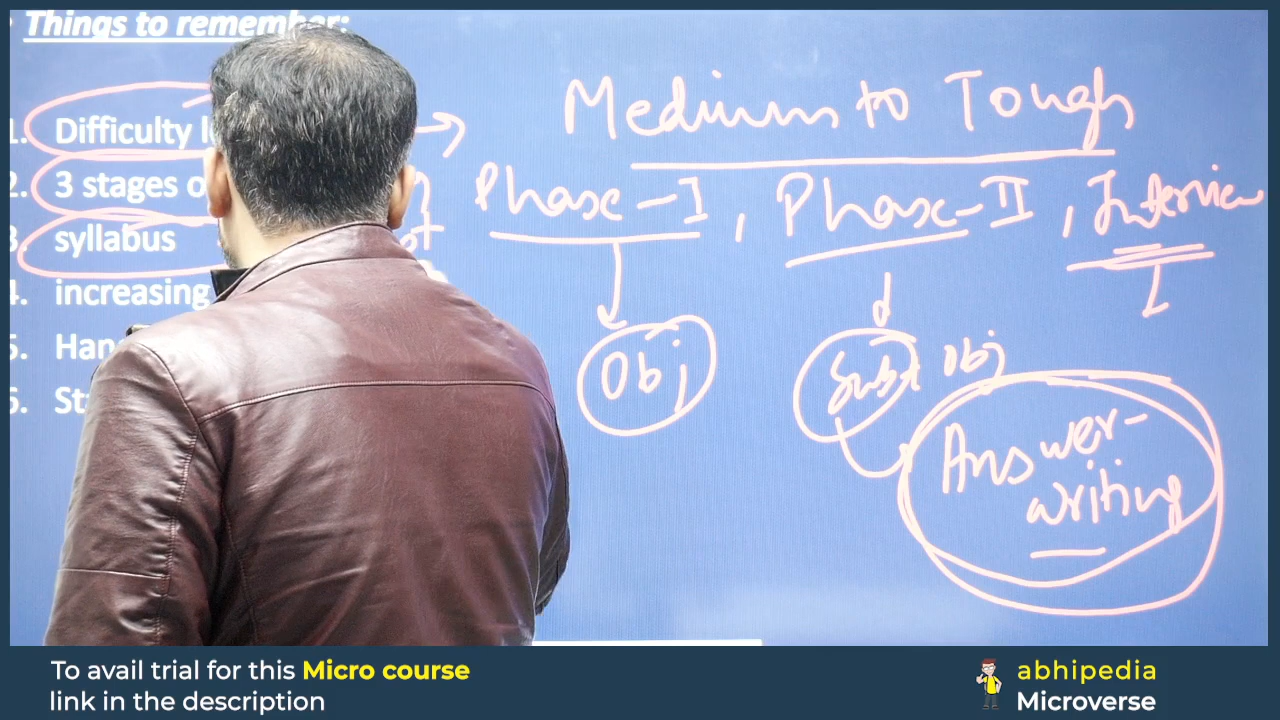 Things to remember:
1. Difficulty
Medium to Tough
2. 3 stages
Phase-I, Phase-II, Interview
3. syllabus
4. increasing
5. Han
6. St
Obj
Subj Obj
Answer-
writing
To avail trial for this Micro course
link in the description
abhipedia
Microverse